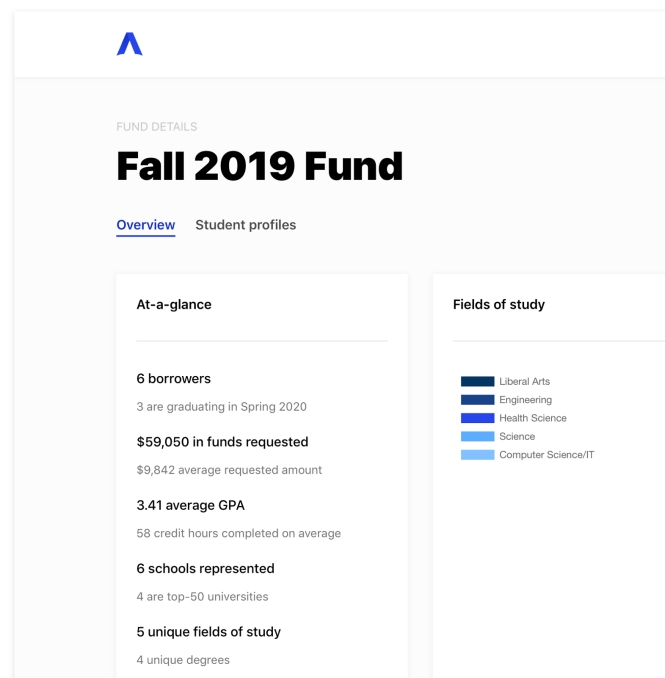 FUND DETAILS
Fall 2019 Fund
Overview Student profiles
At-a-glance
6 borrowers
3 are graduating in Spring 2020
$59,050 in funds requested
$9,842 average requested amount
3.41 average GPA
58 credit hours completed on average
6 schools represented
4 are top-50 universities
5 unique fields of study
4 unique degrees
Fields of study
Liberal Arts
Engineering
Health Science
Science
Computer Science/IT